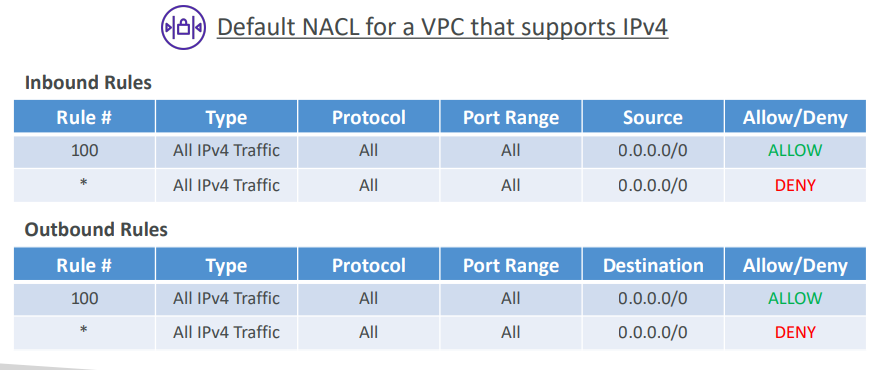 Default NACL for a VPC that supports IPv4
Inbound Rules
Rule # Type Protocol Port Range Source Allow/Deny
100 All IPv4 Traffic All All 0.0.0.0/0 ALLOW
* All IPv4 Traffic All All 0.0.0.0/0 DENY
Outbound Rules
Rule # Type Protocol Port Range Destination Allow/Deny
100 All IPv4 Traffic All All 0.0.0.0/0 ALLOW
* All IPv4 Traffic All All 0.0.0.0/0 DENY